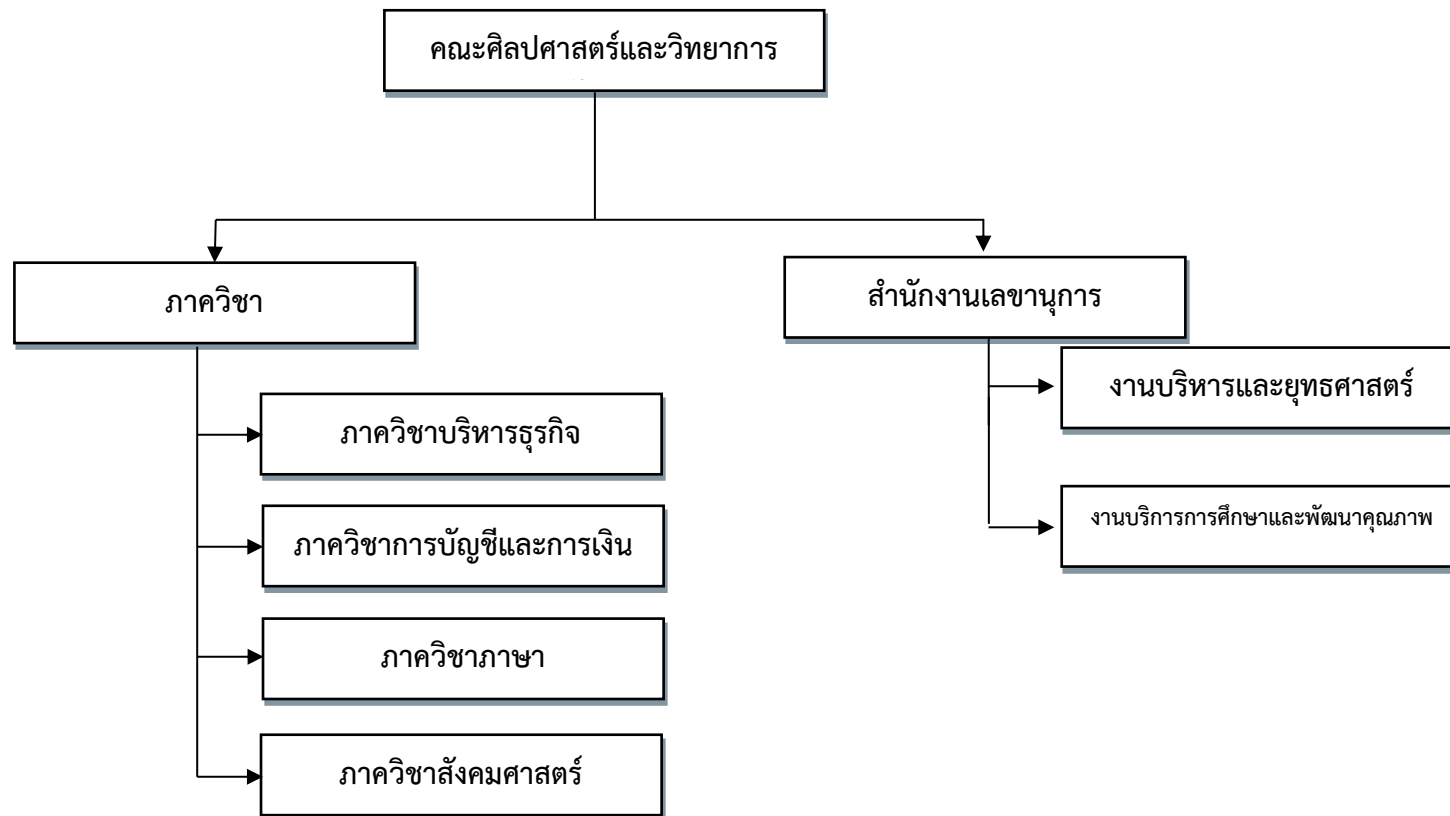 คณะศิลปศาสตร์และวิทยาการ
ภาควิชา
ภาควิชาบริหารธุรกิจ
ภาควิชาการบัญชีและการเงิน
ภาควิชาภาษา
ภาควิชาสังคมศาสตร์
สำนักงานเลขานุการ
งานบริหารและยุทธศาสตร์
งานบริการการศึกษาและพัฒนาคุณภาพ